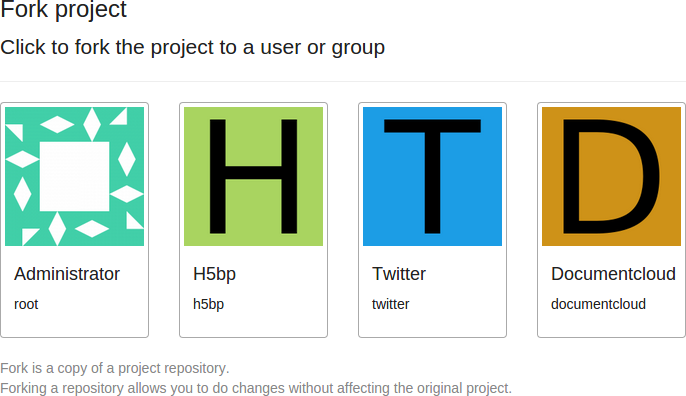 Fork project
Click to fork the project to a user or group
H
T
D
Administrator
H5bp
Twitter
Documentcloud
root
h5bp
twitter
documentcloud
Fork is a copy of a project repository.
Forking a repository allows you to do changes without affecting the original project.